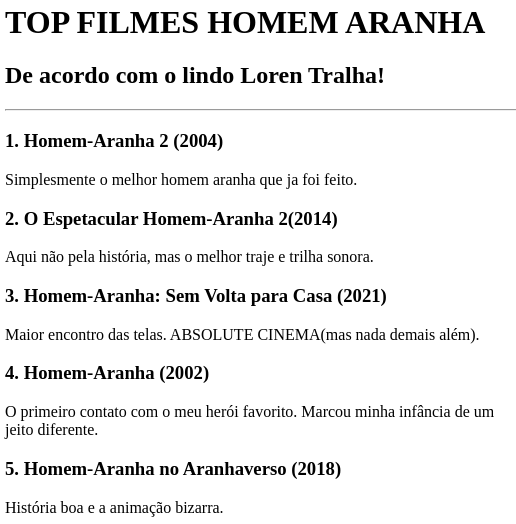 TOP FILMES HOMEM ARANHA
De acordo com o lindo Loren Tralha!
1. Homem-Aranha 2 (2004)
Simplesmente o melhor homem aranha que ja foi feito.
2. O Espetacular Homem-Aranha 2(2014)
Aqui não pela história, mas o melhor traje e trilha sonora.
3. Homem-Aranha: Sem Volta para Casa (2021)
Maior encontro das telas. ABSOLUTE CINEMA(mas nada demais além).
4. Homem-Aranha (2002)
O primeiro contato com o meu herói favorito. Marcou minha infância de um
jeito diferente.
5. Homem-Aranha no Aranhaverso (2018)
História boa e a animação bizarra.